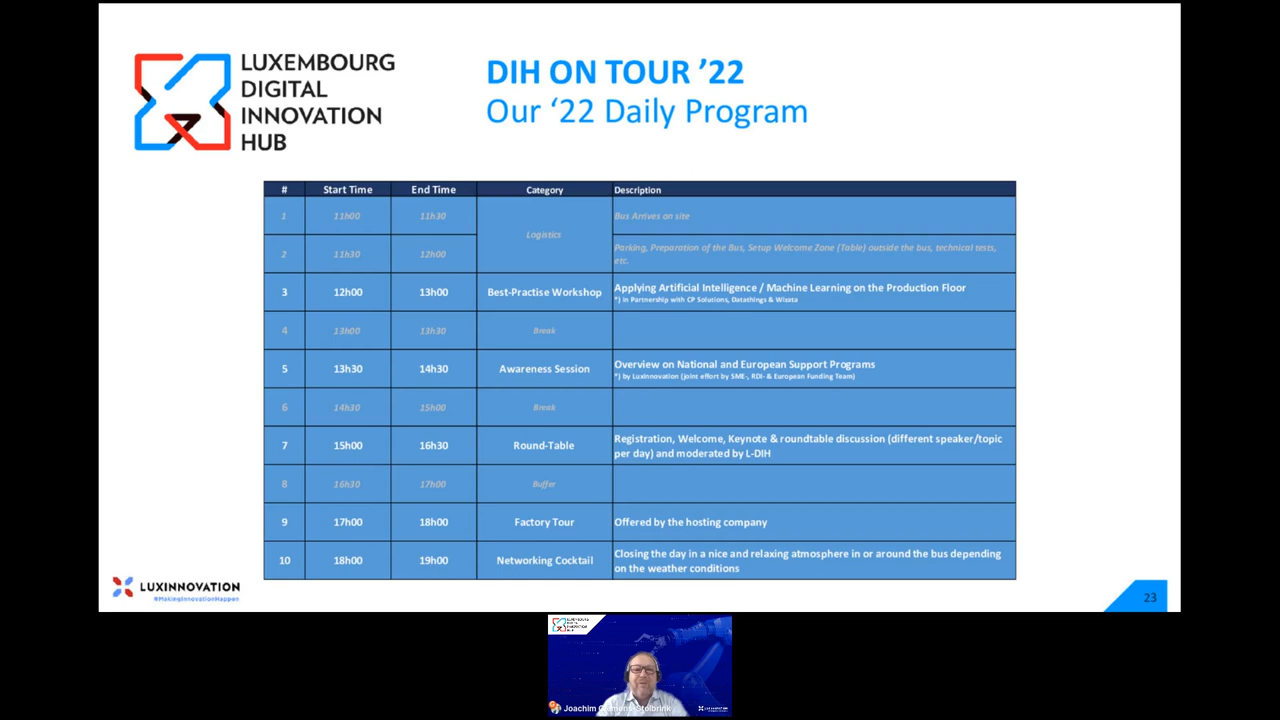 LUXEMBOURG
DIGITAL
INNOVATION
HUB
DIH ON TOUR ’22
Our ‘22 Daily Program
# Start Time End Time Category Description
1 11h00 11h30 Logistics Bus Arrives on site
2 11h30 12h00 Parking, Preparation of the Bus, Setup Welcome Zone (Table) outside the bus, technical tests,
etc.
3 12h00 13h00 Best-Practise Workshop Applying Artificial Intelligence / Machine Learning on the Production Floor
*) in Partnership with CP Solutions, Datathings & Wizata
4 13h00 13h30 Break
5 13h30 14h30 Awareness Session Overview on National and European Support Programs
*) by Luxinnovation (joint effort by SME-, RDI- & European Funding Team)
6 14h30 15h00 Break
7 15h00 16h30 Round-Table Registration, Welcome, Keynote & roundtable discussion (different speaker/topic
per day) and moderated by L-DIH
8 16h30 17h00 Buffer
9 17h00 18h00 Factory Tour Offered by the hosting company
10 18h00 19h00 Networking Cocktail Closing the day in a nice and relaxing atmosphere in or around the bus depending
on the weather conditions
LUXINNOVATION
#MakingInnovationHappen
23
LUXEMBOURG
DIGITAL
INNOVATION
HUB
Joachim
LUXINNOVATION